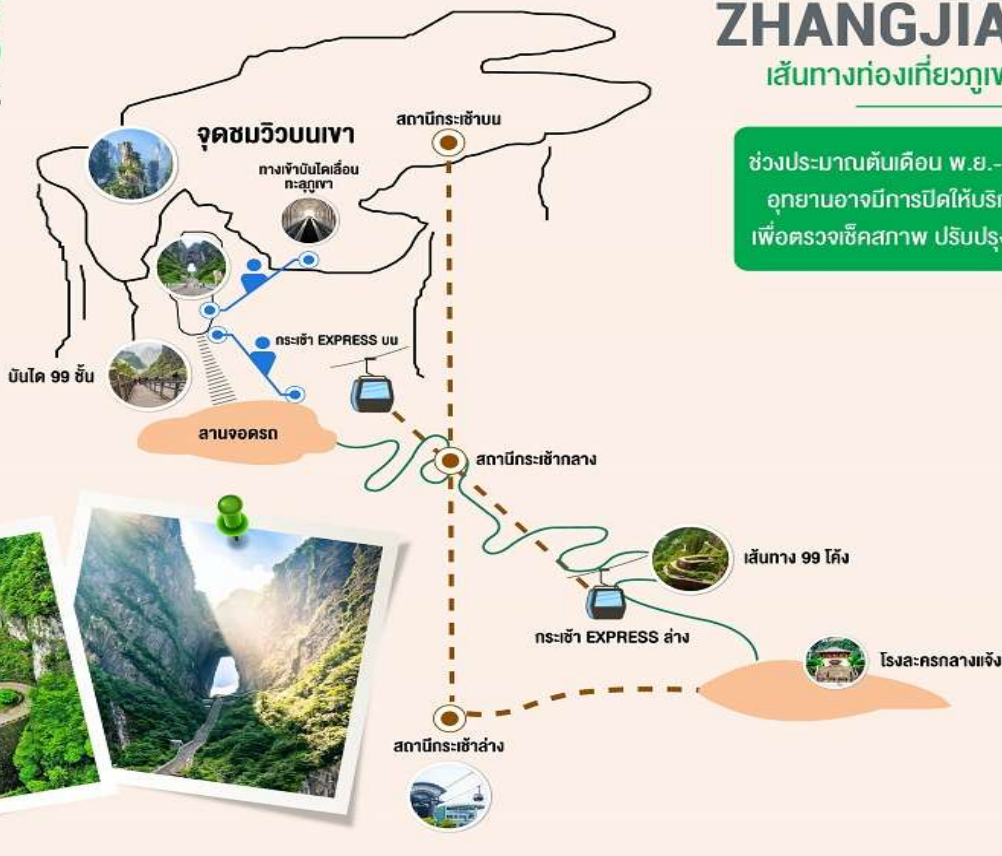 ZHANGJIA
เส้นทางท่องเที่ยวภูเข
ช่วงประมาณต้นเดือน พ.ย.-
อุทยานอาจมีการปิดให้บริก
เพื่อตรวจเช็คสภาพ ปรับปรุง
สถานีกระเช้าบน
จุดชมวิวบนเขา
ทางเข้าบันไดเลื่อน
ทะลุภูเขา
กระเช้า EXPRESS บน
บันได 99 ชั้น
ลานจอดรถ
สถานีกระเช้ากลาง
เส้นทาง 99 โค้ง
กระเช้า EXPRESS ล่าง
โรงละครกลางแจ้ง
สถานีกระเช้าล่าง